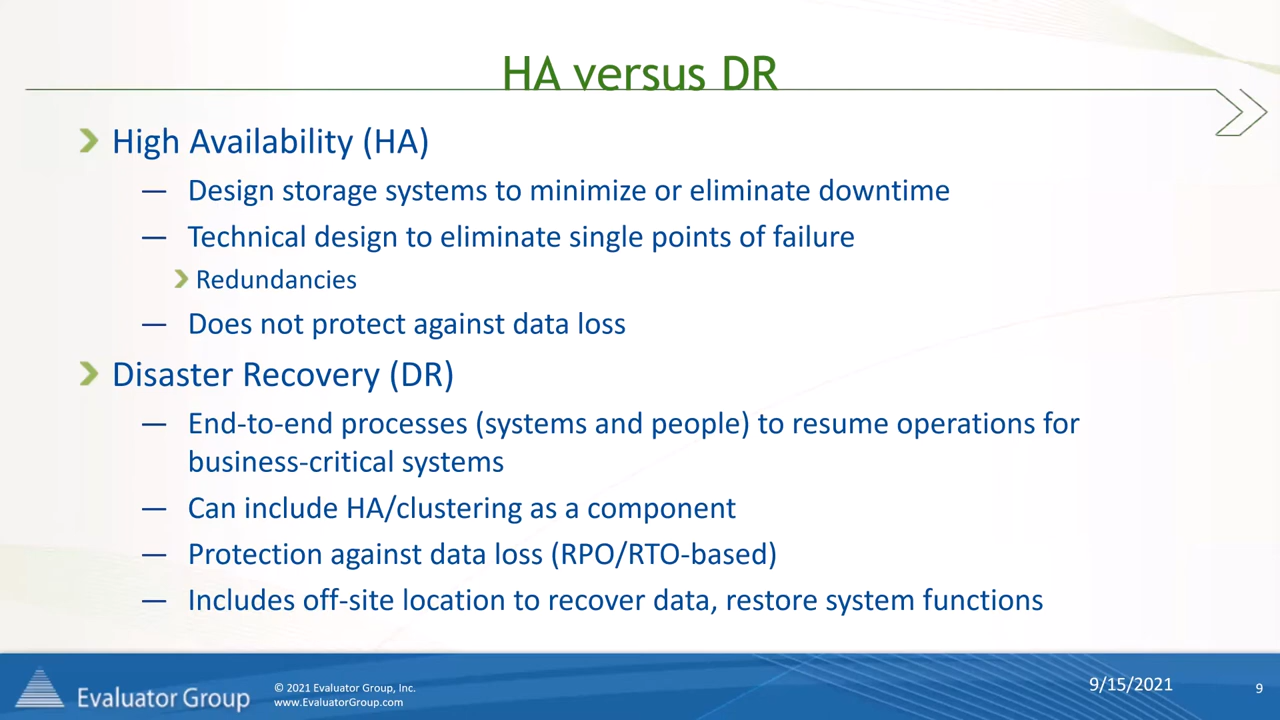 HA versus DR
High Availability (HA)
— Design storage systems to minimize or eliminate downtime
— Technical design to eliminate single points of failure
Redundancies
— Does not protect against data loss
Disaster Recovery (DR)
— End-to-end processes (systems and people) to resume operations for
business-critical systems
— Can include HA/clustering as a component
— Protection against data loss (RPO/RTO-based)
— Includes off-site location to recover data, restore system functions
Evaluator Group
© 2021 Evaluator Group, Inc.
www.EvaluatorGroup.com
9/15/2021
9